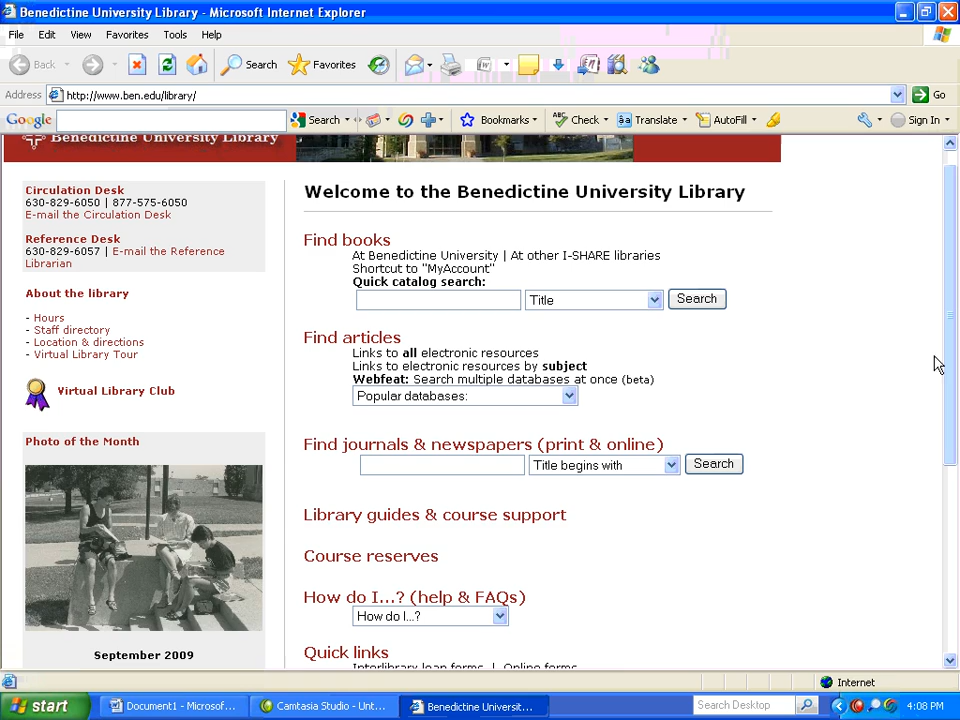 Benedictine University Library - Microsoft Internet Explorer
File Edit View Favorites Tools Help
Back Search Favorites
Address http://www.ben.edu/library/ Go
Google Search Bookmarks Check Translate AutoFill Sign In
Benedictine University Library
Circulation Desk
630-829-6050 | 877-575-6050
E-mail the Circulation Desk
Reference Desk
630-829-6057 | E-mail the Reference
Librarian
About the library
- Hours
- Staff directory
- Location & directions
- Virtual Library Tour
Virtual Library Club
Photo of the Month
September 2009
Welcome to the Benedictine University Library
Find books
At Benedictine University | At other I-SHARE libraries
Shortcut to "MyAccount"
Quick catalog search:
Title Search
Find articles
Links to all electronic resources
Links to electronic resources by subject
Webfeat: Search multiple databases at once (beta)
Popular databases:
Find journals & newspapers (print & online)
Title begins with Search
Library guides & course support
Course reserves
How do I...? (help & FAQs)
How do I...?
Quick links
Interlibrary loan forms | Online forms
Internet
start Document1 - Microsof... Camtasia Studio - Unt... Benedictine Universit... Search Desktop 4:08 PM